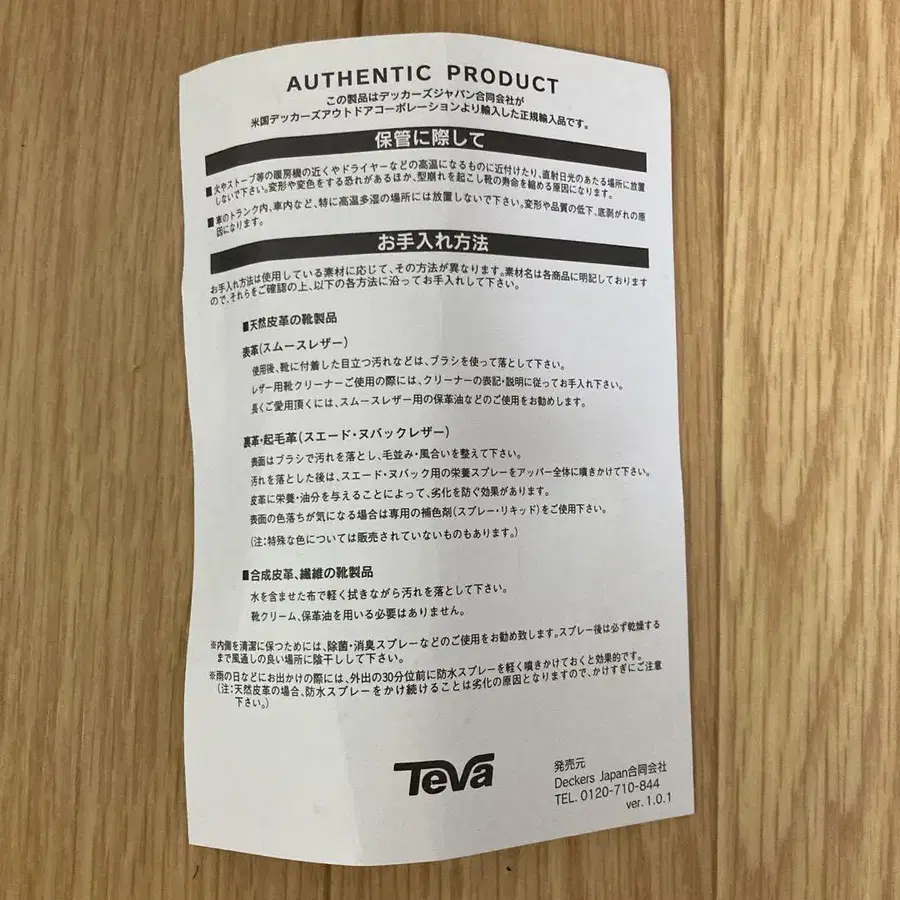 AUTHENTIC PRODUCT
この製品はデッカーズジャパン合同会社が
米国デッカーズアウトドアコーポレーションより輸入した正規輸入品です。
保管に際して
■火やストーブ等の暖房機の近くやドライヤーなどの高温になるものに近付けたり、直射日光のあたる場所に放置
しないで下さい。変形や変色をする恐れがあるほか、型崩れを起こし靴の寿命を縮める原因になります。
■車のトランク内、車内など、特に高温多湿の場所には放置しないで下さい。変形や品質の低下、底剥がれの原
因になります。
お手入れ方法
お手入れ方法は使用している素材に応じて、その方法が異なります。素材名は各商品に明記しております
ので、それらをご確認の上、以下の各方法に沿ってお手入れして下さい。
■天然皮革の靴製品
表革(スムースレザー)
使用後、靴に付着した目立つ汚れなどは、ブラシを使って落として下さい。
レザー用靴クリーナーご使用の際には、クリーナーの表記・説明に従ってお手入れ下さい。
長くご愛用頂くには、スムースレザー用の保革油などのご使用をお勧めします。
裏革・起毛革(スエード・ヌバックレザー)
表面はブラシで汚れを落とし、毛並み・風合いを整えて下さい。
汚れを落とした後は、スエード・ヌバック用の栄養スプレーをアッパー全体に噴きかけて下さい。
皮革に栄養・油分を与えることによって、劣化を防ぐ効果があります。
表面の色落ちが気になる場合は専用の補色剤(スプレー・リキッド)をご使用下さい。
(注:特殊な色については販売されていないものもあります。)
■合成皮革、繊維の靴製品
水を含ませた布で軽く拭きながら汚れを落として下さい。
靴クリーム、保革油を用いる必要はありません。
※内側を清潔に保つためには、除菌・消臭スプレーなどのご使用をお勧め致します。スプレー後は必ず乾燥する
まで風通しの良い場所に陰干しして下さい。
※雨の日などにお出かけの際には、外出の30分位前に防水スプレーを軽く噴きかけておくと効果的です。
(注:天然皮革の場合、防水スプレーをかけ続けることは劣化の原因となりますので、かけすぎにご注意
下さい。)
Teva
発売元
Deckers Japan合同会社
TEL. 0120-710-844
ver. 1.0.1